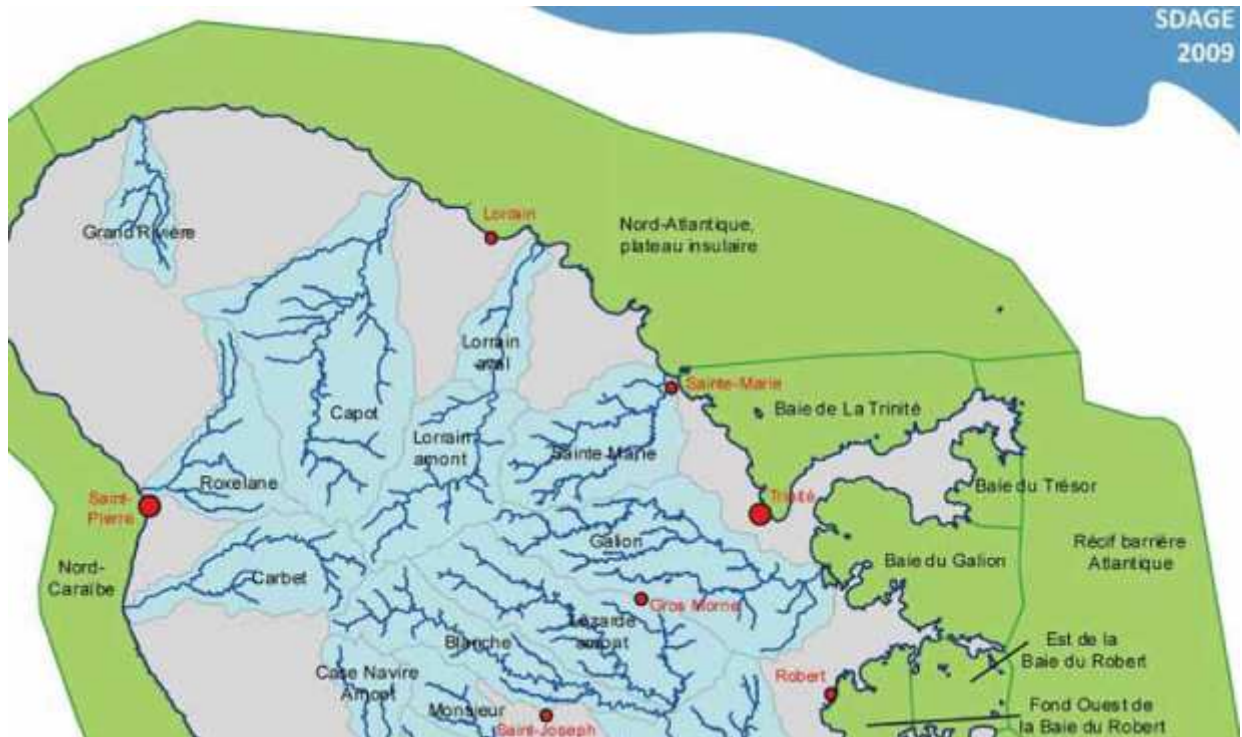 SDAGE
2009
Lorrain
Nord-Atlantique,
plateau insulaire
Grand Rivière
Lorrain
aval
Sainte-Marie
Baie de La Trinité
Capot
Lorrain
amont
Sainte Marie
Roxelane
Saint-
Pierre
Trinité
Baie du Trésor
Galion
Baie du Galion
Récif barrière
Atlantique
Nord-
Caraïbe
Carbet
Gros Morne
Lézarde
amont
Blanche
Est de la
Baie du Robert
Case Navire
Amont
Robert
Monsieur
Saint-Joseph
Fond Ouest de
la Baie du Robert